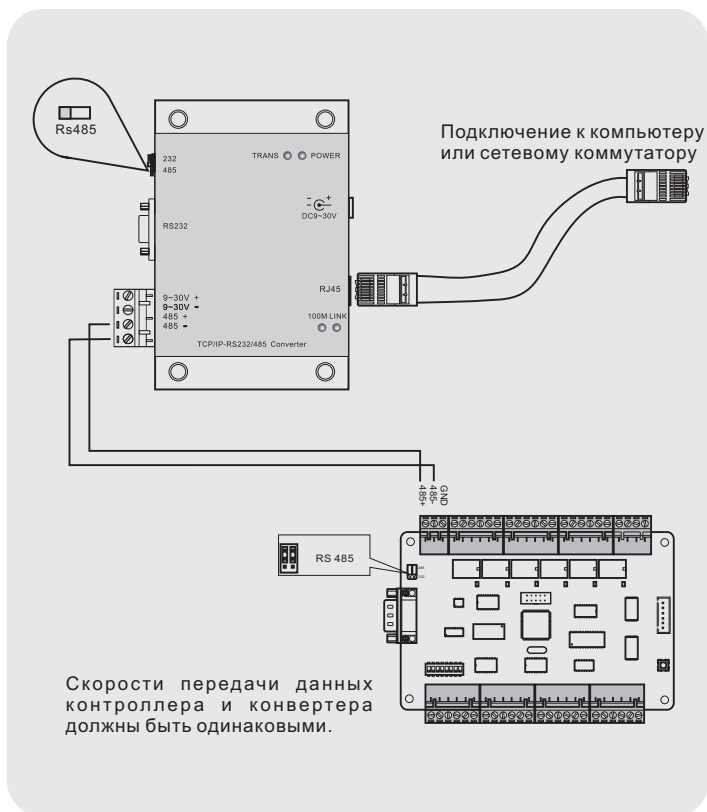 Rs485
232
485
TRANS
POWER
Подключение к компьютеру
или сетевому коммутатору
- +
-
DC9~30V
RS232
RJ45
9~30V +
9~30V -
485 +
485 -
100M LINK
TCP/IP-RS232/485 Converter
485+
485-
GND
RS 485
485
232
Скорости передачи данных
контроллера и конвертера
должны быть одинаковыми.